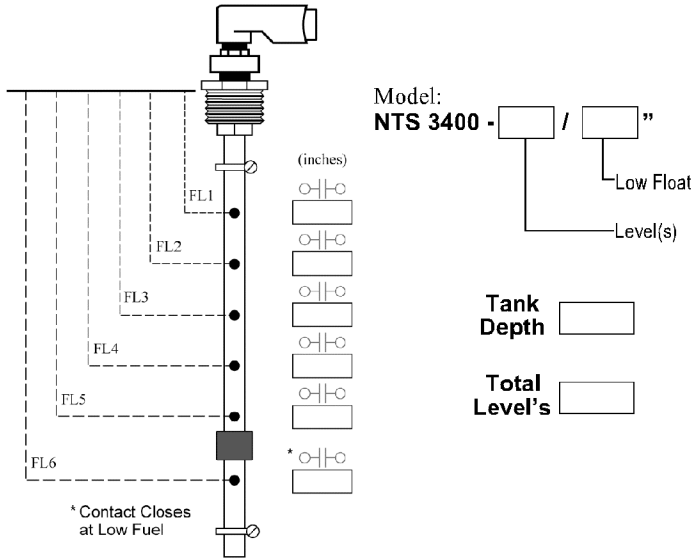 Model:
NTS 3400 - / ”
Low Float
Level(s)
(inches)
FL1
FL2
FL3
FL4
FL5
FL6
*
* Contact Closes
at Low Fuel
Tank
Depth
Total
Level's